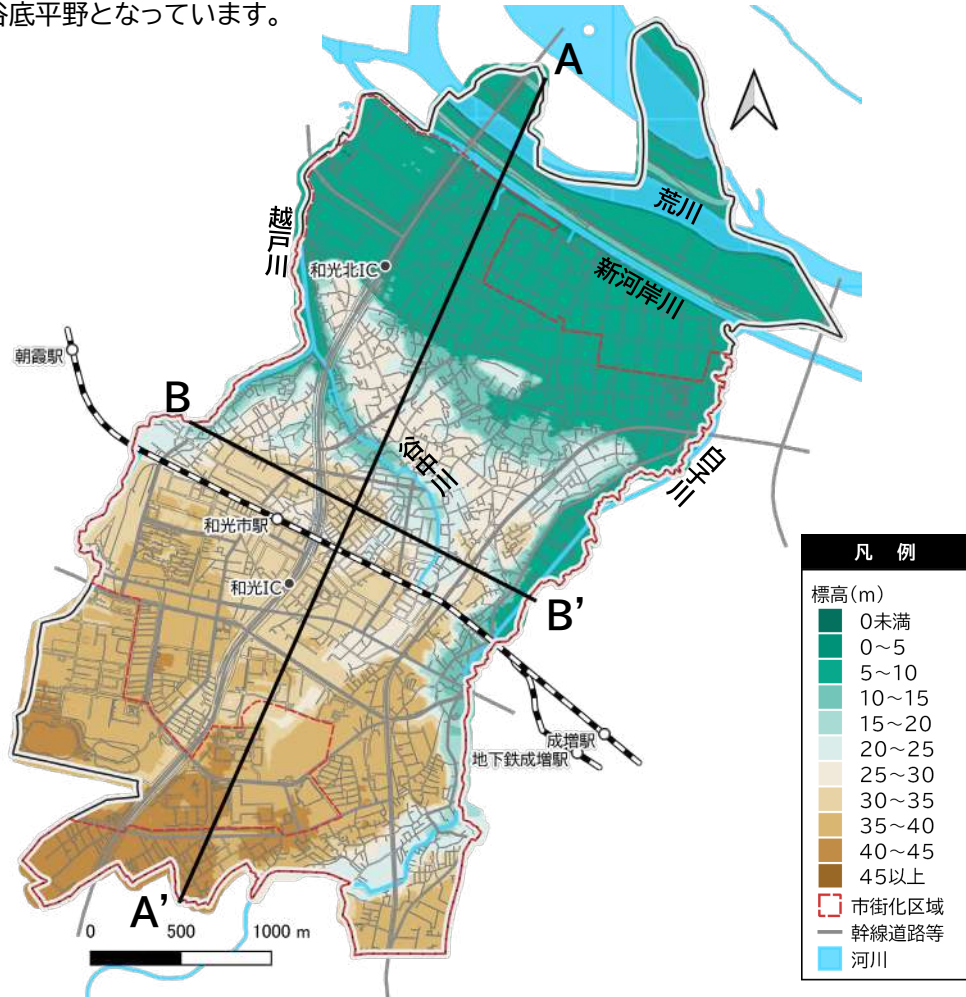 谷底平野となっています。
A
荒川
越戸川
和光北IC
新河岸川
朝霞駅
B
谷中川
白子川
和光市駅
和光IC
B’
成増駅
地下鉄成増駅
A’
0 500 1000 m
凡 例
標高(m)
0未満
0~5
5~10
10~15
15~20
20~25
25~30
30~35
35~40
40~45
45以上
市街化区域
幹線道路等
河川